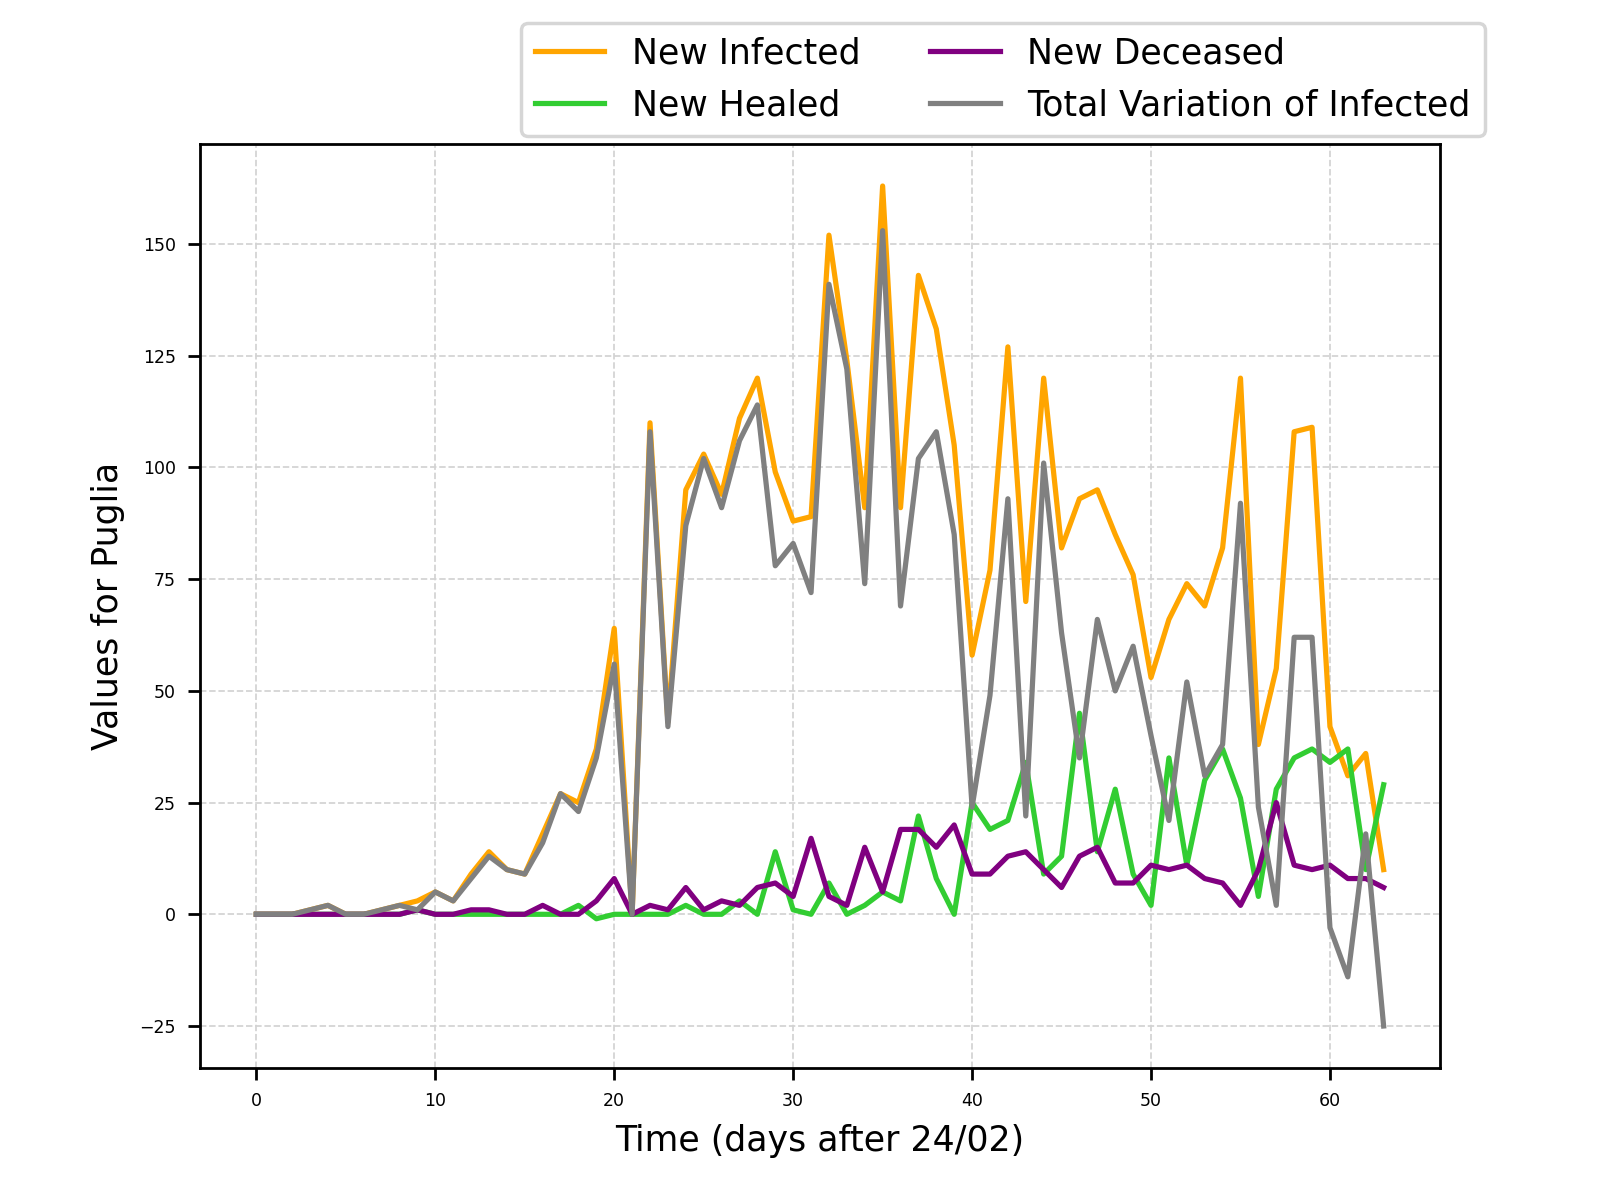 New Infected
New Healed
New Deceased
Total Variation of Infected
150
125
100
75
50
25
0
−25
Values for Puglia
0 10 20 30 40 50 60
Time (days after 24/02)